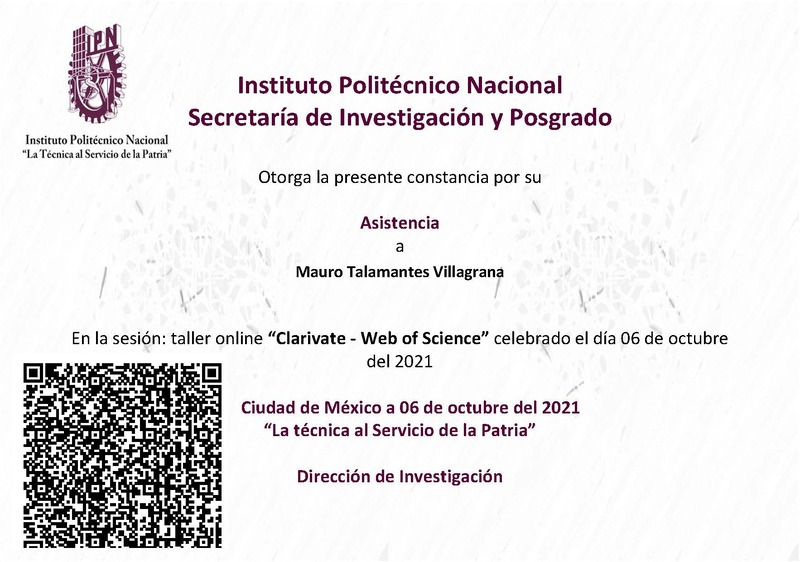 IPN
Instituto Politécnico Nacional
“La Técnica al Servicio de la Patria”
Instituto Politécnico Nacional
Secretaría de Investigación y Posgrado
Otorga la presente constancia por su
Asistencia
a
Mauro Talamantes Villagrana
En la sesión: taller online “Clarivate - Web of Science” celebrado el día 06 de octubre
del 2021
Ciudad de México a 06 de octubre del 2021
“La técnica al Servicio de la Patria”
Dirección de Investigación